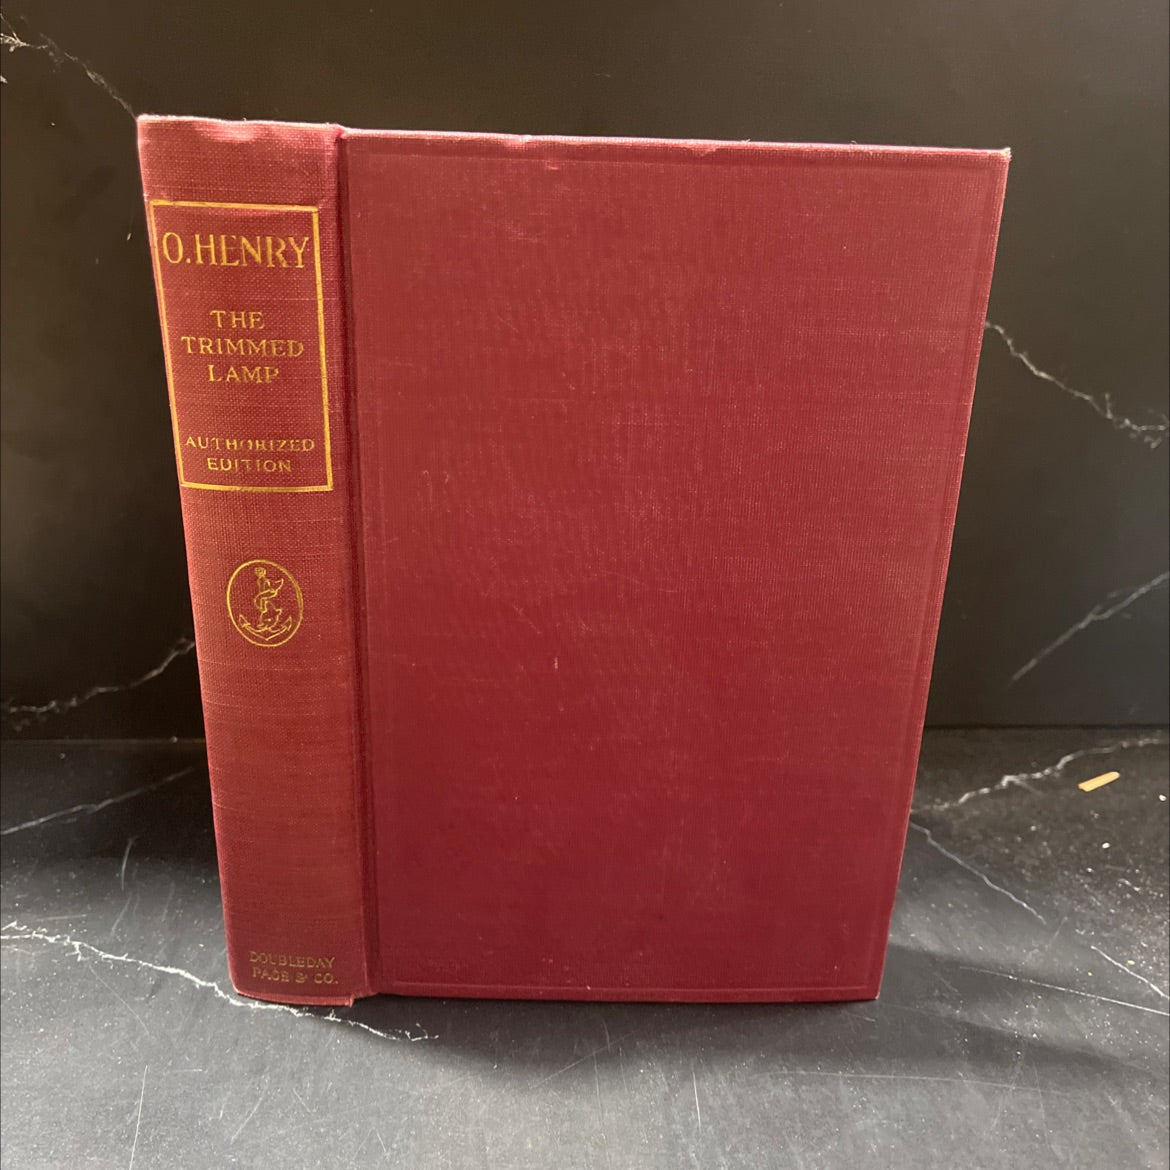 O. HENRY
THE
TRIMMED
LAMP
AUTHORIZED
EDITION
DOUBLEDAY
PAGE & CO.